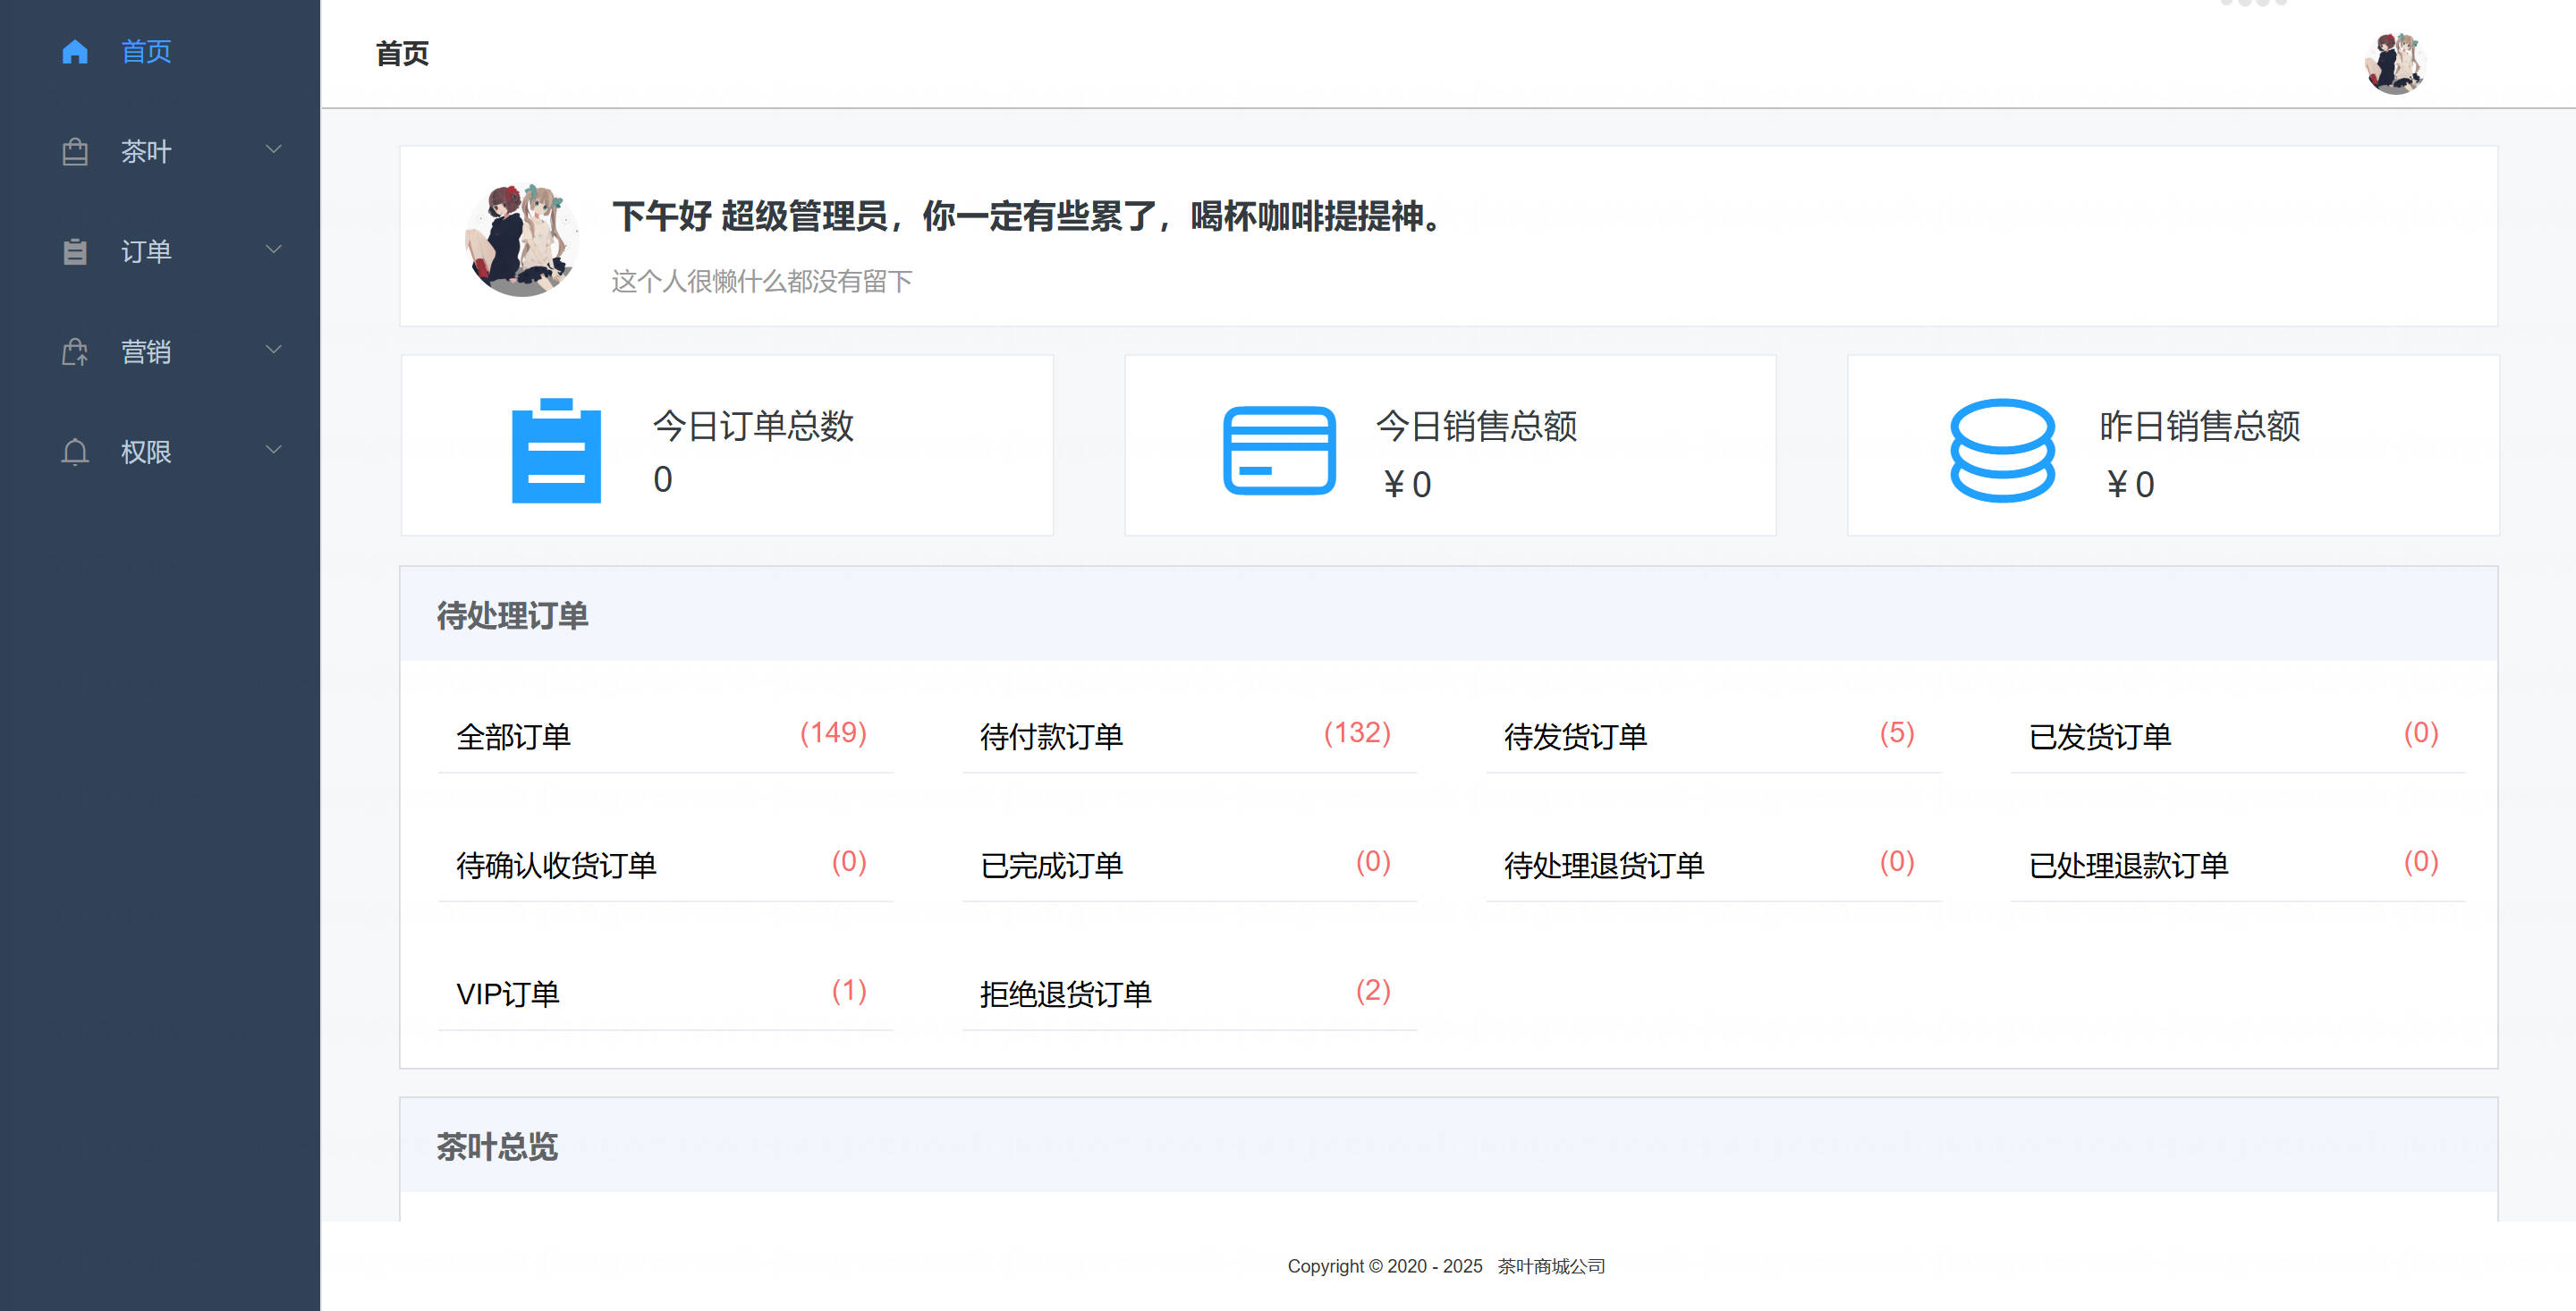 首页
茶叶
订单
营销
权限
首页
下午好 超级管理员，你一定有些累了，喝杯咖啡提提神。
这个人很懒什么都没有留下
今日订单总数
0
今日销售总额
￥0
昨日销售总额
￥0
待处理订单
全部订单 (149)
待付款订单 (132)
待发货订单 (5)
已发货订单 (0)
待确认收货订单 (0)
已完成订单 (0)
待处理退货订单 (0)
已处理退款订单 (0)
VIP订单 (1)
拒绝退货订单 (2)
茶叶总览
Copyright © 2020 - 2025 茶叶商城公司